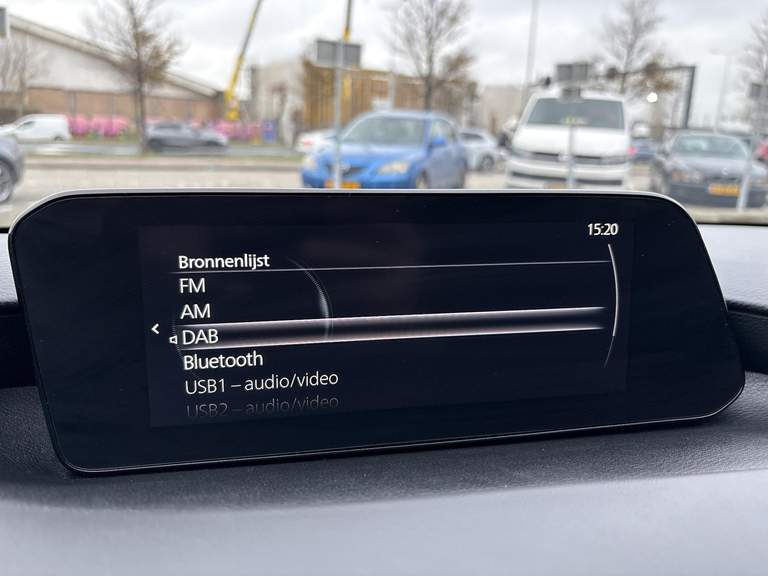 15:20
Bronnenlijst
FM
AM
DAB
Bluetooth
USB1 – audio/video
USB2 – audio/video